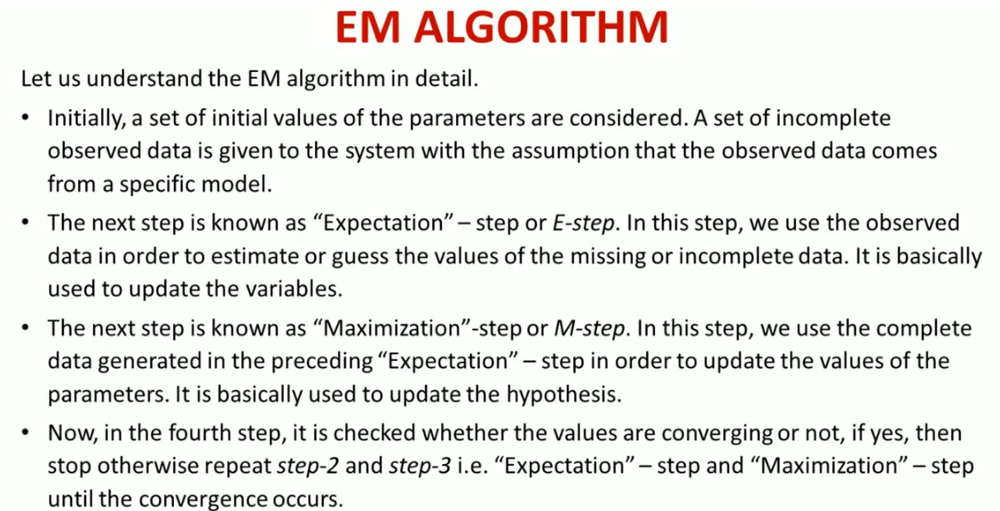 EM ALGORITHM
Let us understand the EM algorithm in detail.
• Initially, a set of initial values of the parameters are considered. A set of incomplete
observed data is given to the system with the assumption that the observed data comes
from a specific model.
• The next step is known as “Expectation” – step or E-step. In this step, we use the observed
data in order to estimate or guess the values of the missing or incomplete data. It is basically
used to update the variables.
• The next step is known as “Maximization”-step or M-step. In this step, we use the complete
data generated in the preceding “Expectation” – step in order to update the values of the
parameters. It is basically used to update the hypothesis.
• Now, in the fourth step, it is checked whether the values are converging or not, if yes, then
stop otherwise repeat step-2 and step-3 i.e. “Expectation” – step and “Maximization” – step
until the convergence occurs.